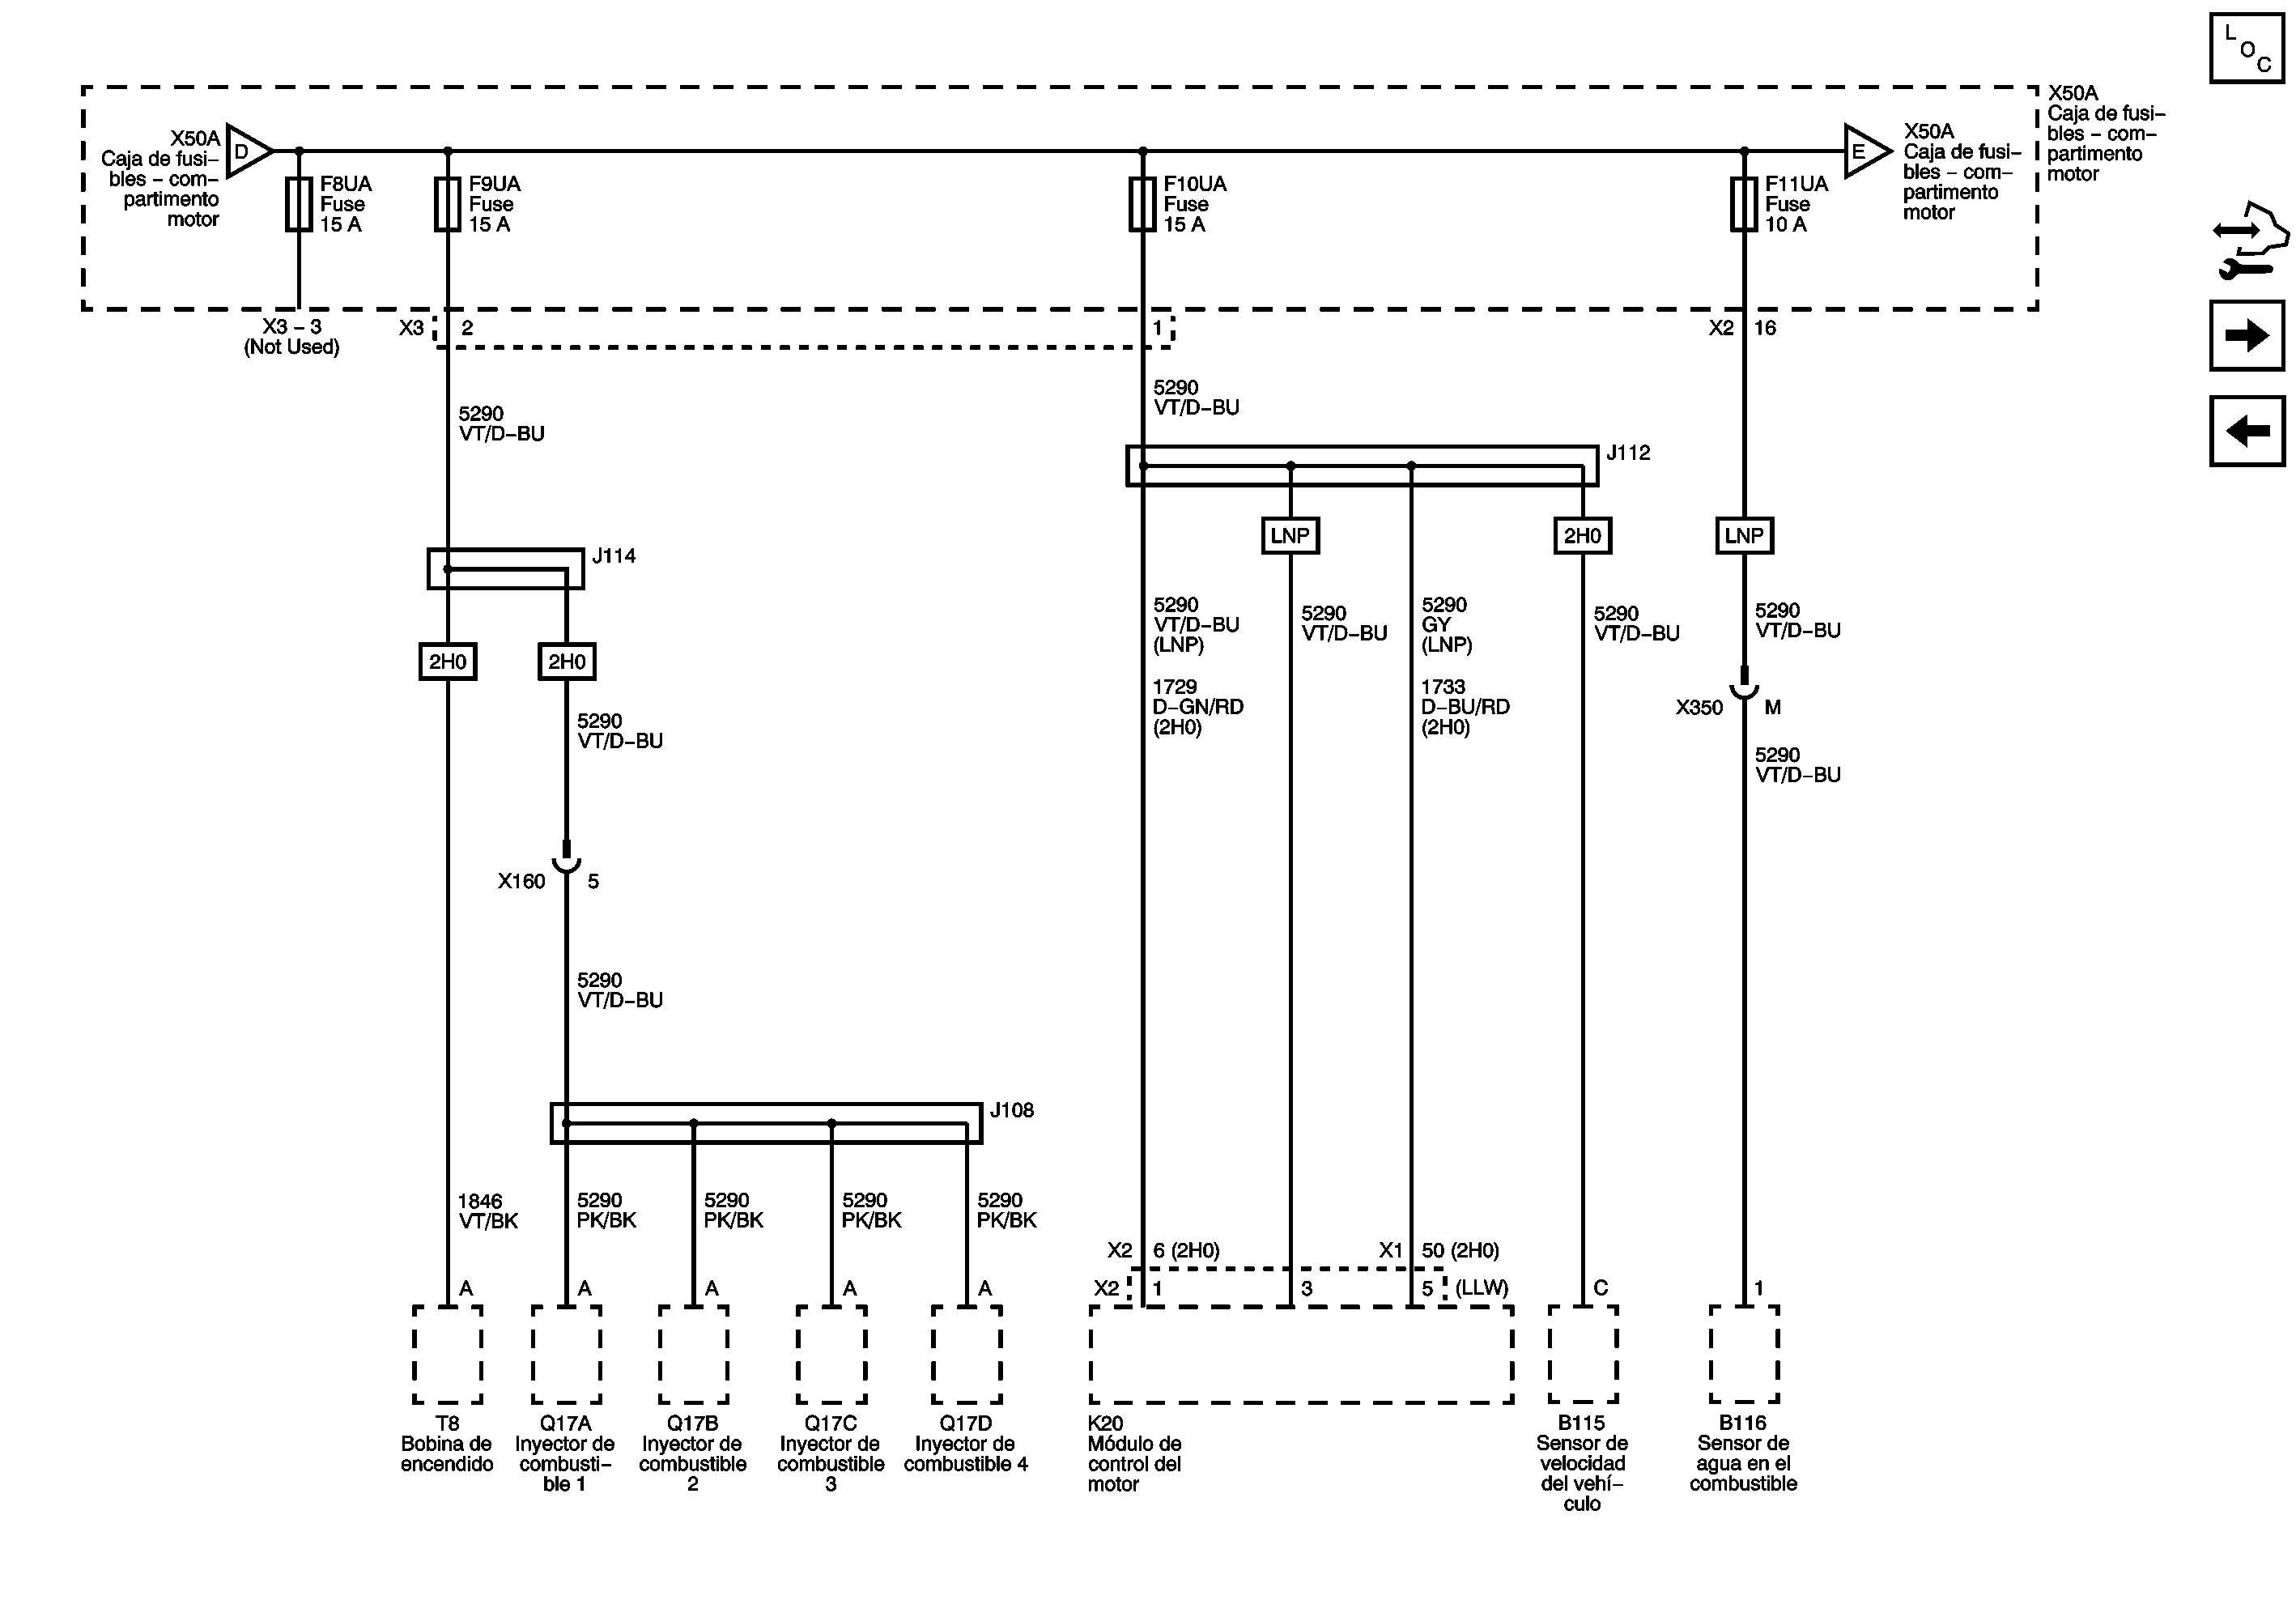 L
O
C
X50A
Caja de fusi-
bles - com-
partimento
motor
X50A
Caja de fusi-
bles - com-
partimento
motor
D
E
X50A
Caja de fusi-
bles - com-
partimento
motor
F8UA
Fuse
15 A
F9UA
Fuse
15 A
F10UA
Fuse
15 A
F11UA
Fuse
10 A
X3 - 3
(Not Used)
X3
2
1
X2
16
5290
VT/D-BU
5290
VT/D-BU
J112
J114
LNP
2H0
LNP
5290
VT/D-BU
(LNP)
5290
VT/D-BU
5290
GY
(LNP)
5290
VT/D-BU
5290
VT/D-BU
2H0
2H0
1729
D-GN/RD
(2H0)
1733
D-BU/RD
(2H0)
X350
M
5290
VT/D-BU
5290
VT/D-BU
X160
5
5290
VT/D-BU
J108
1846
VT/BK
5290
PK/BK
5290
PK/BK
5290
PK/BK
5290
PK/BK
X2
6 (2H0)
X1
50 (2H0)
A
A
A
A
A
X2
1
3
5
(LLW)
C
1
T8
Bobina de
encendido
Q17A
Inyector de
combusti-
ble 1
Q17B
Inyector de
combustible
2
Q17C
Inyector de
combustible
3
Q17D
Inyector de
combustible 4
K20
Módulo de
control del
motor
B115
Sensor de
velocidad
del vehí-
culo
B116
Sensor de
agua en el
combustible